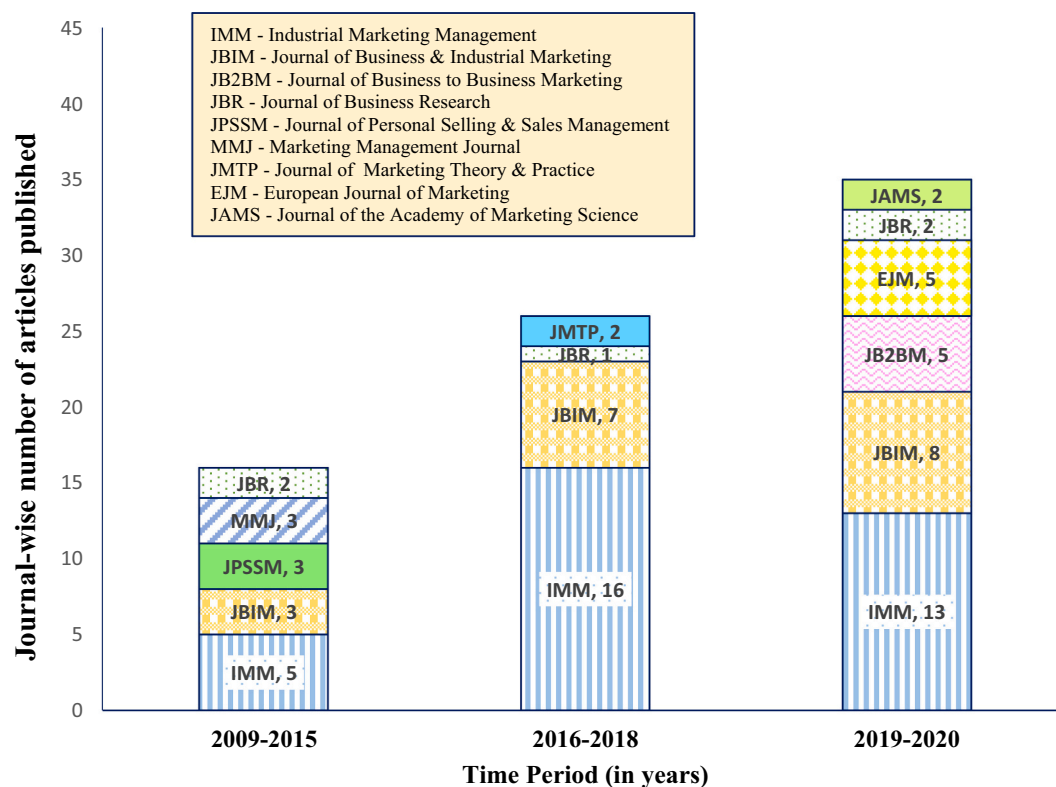 45
40
35
30
25
20
15
10
5
0
Journal-wise number of articles published
IMM - Industrial Marketing Management
JBIM - Journal of Business & Industrial Marketing
JB2BM - Journal of Business to Business Marketing
JBR - Journal of Business Research
JPSSM - Journal of Personal Selling & Sales Management
MMJ - Marketing Management Journal
JMTP - Journal of Marketing Theory & Practice
EJM - European Journal of Marketing
JAMS - Journal of the Academy of Marketing Science
JBR, 2
MMJ, 3
JPSSM, 3
JBIM, 3
IMM, 5
JMTP, 2
JBR, 1
JBIM, 7
IMM, 16
JAMS, 2
JBR, 2
EJM, 5
JB2BM, 5
JBIM, 8
IMM, 13
2009-2015
2016-2018
2019-2020
Time Period (in years)